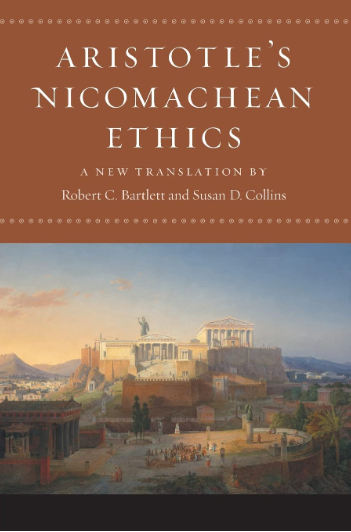 ARISTOTLE'S
NICOMACHEAN
ETHICS
A NEW TRANSLATION BY
Robert C. Bartlett and Susan D. Collins